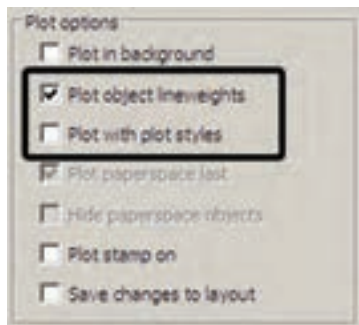 Plot options
Plot in background
Plot object lineweights
Plot with plot styles
Plot paperspace last
Hide paperspace objects
Plot stamp on
Save changes to layout